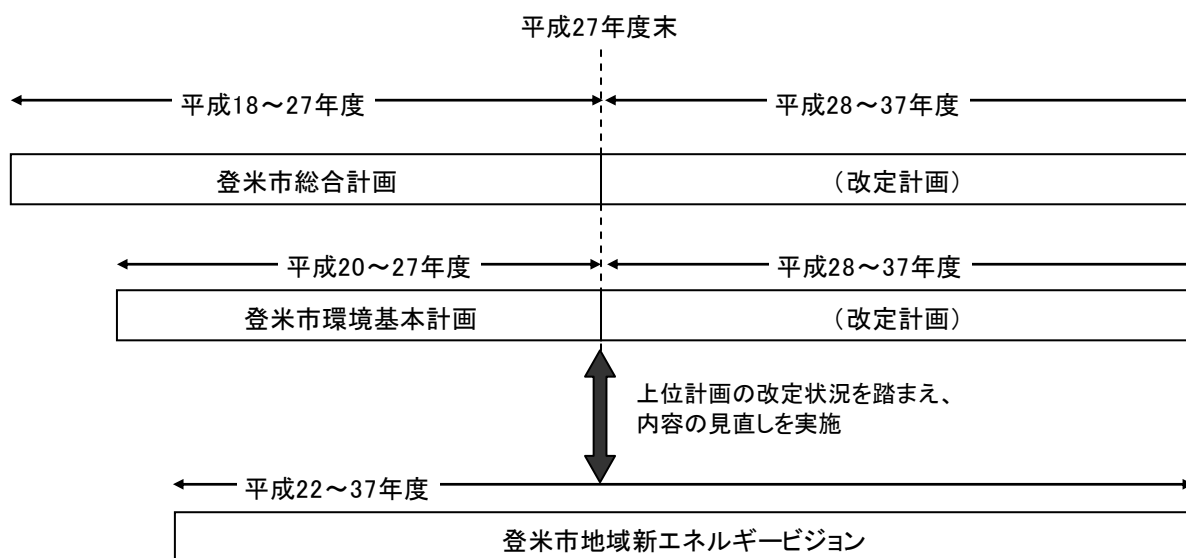 平成27年度末
平成18～27年度
平成28～37年度
登米市総合計画
（改定計画）
平成20～27年度
平成28～37年度
登米市環境基本計画
（改定計画）
上位計画の改定状況を踏まえ、
内容の見直しを実施
平成22～37年度
登米市地域新エネルギービジョン